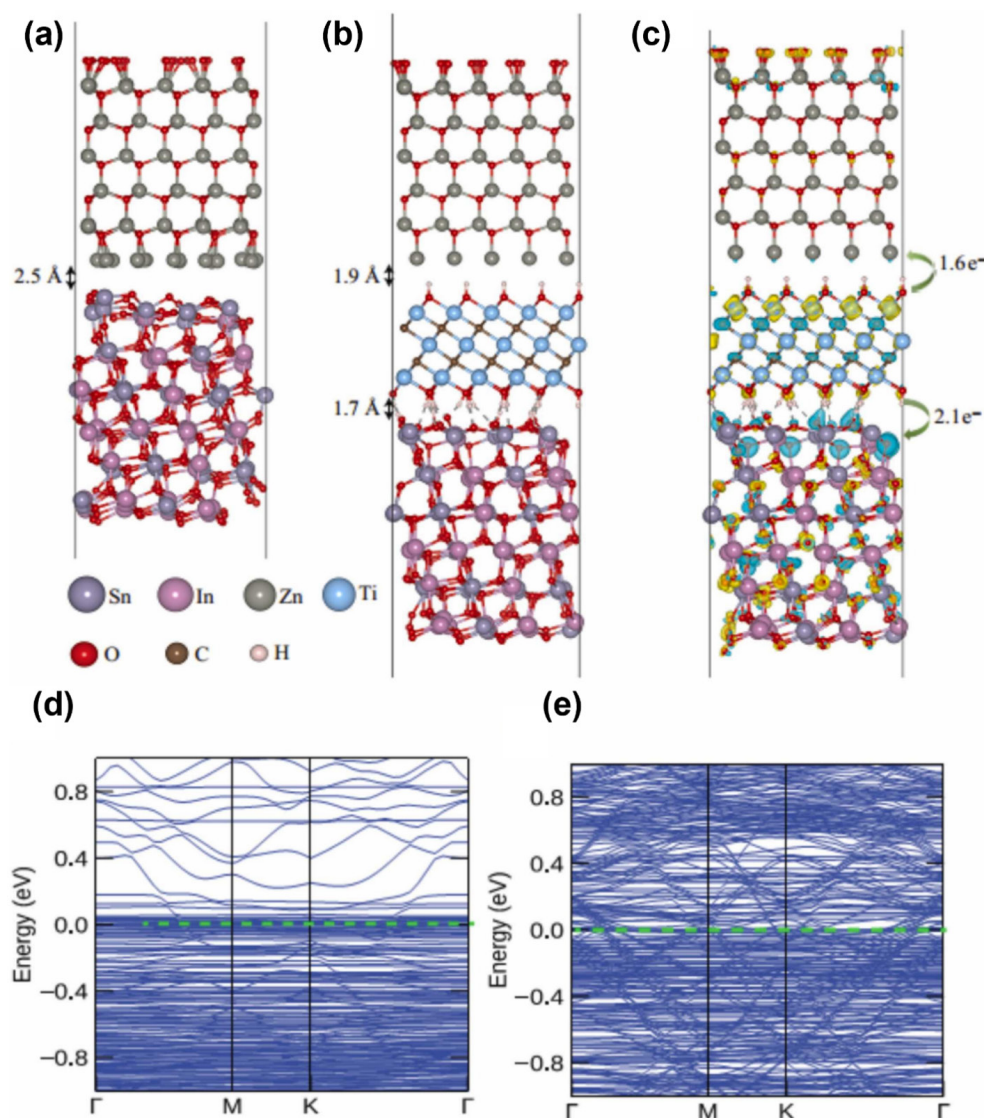 (a)
(b)
(c)
2.5 Å
1.9 Å
1.7 Å
1.6e⁻
2.1e⁻
Sn
In
Zn
Ti
O
C
H
(d)
(e)
Energy (eV)
0.8
0.4
0.0
−0.4
−0.8
Γ
M
K
Γ
Energy (eV)
0.8
0.4
0.0
−0.4
−0.8
Γ
M
K
Γ